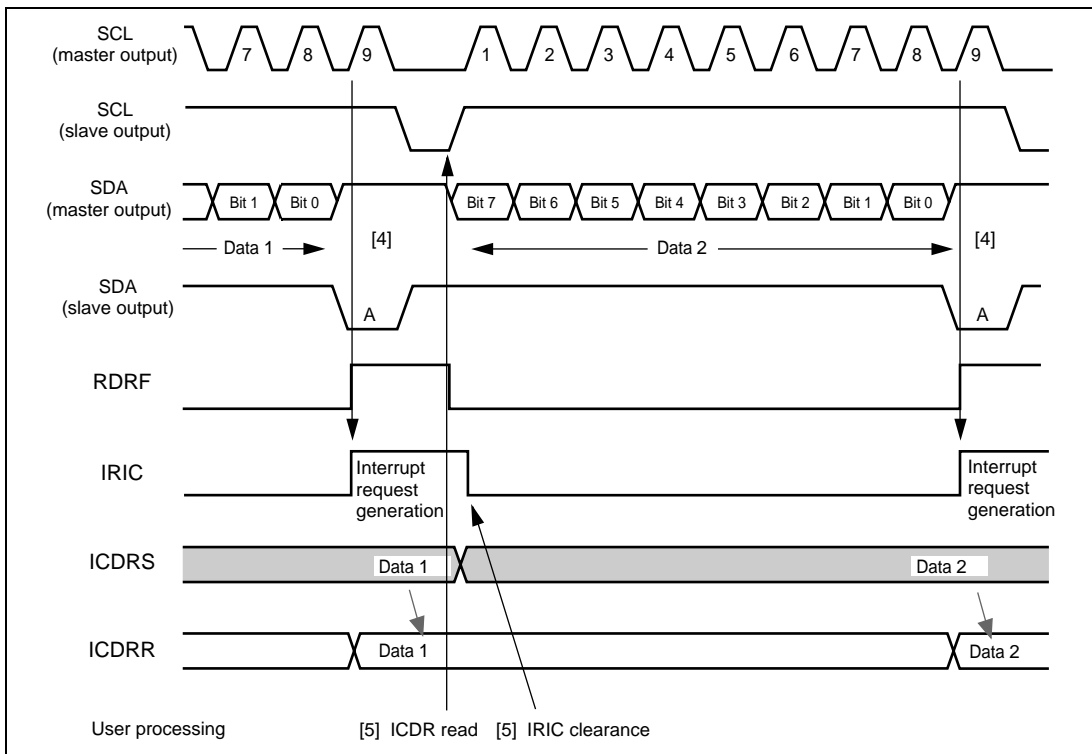 SCL
(master output)
7 8 9 1 2 3 4 5 6 7 8 9
SCL
(slave output)
SDA
(master output)
Bit 1 Bit 0 Bit 7 Bit 6 Bit 5 Bit 4 Bit 3 Bit 2 Bit 1 Bit 0
Data 1 [4] Data 2 [4]
SDA
(slave output)
A A
RDRF
IRIC
Interrupt
request
generation
Interrupt
request
generation
ICDRS
Data 1 Data 2
ICDRR
Data 1 Data 2
User processing [5] ICDR read [5] IRIC clearance